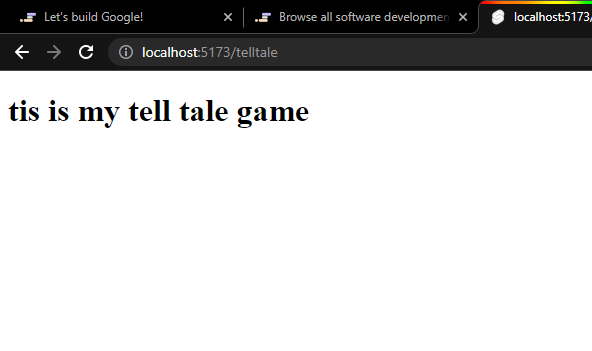 Let's build Google!
Browse all software developmen
localhost:5173/
localhost:5173/telltale
tis is my tell tale game